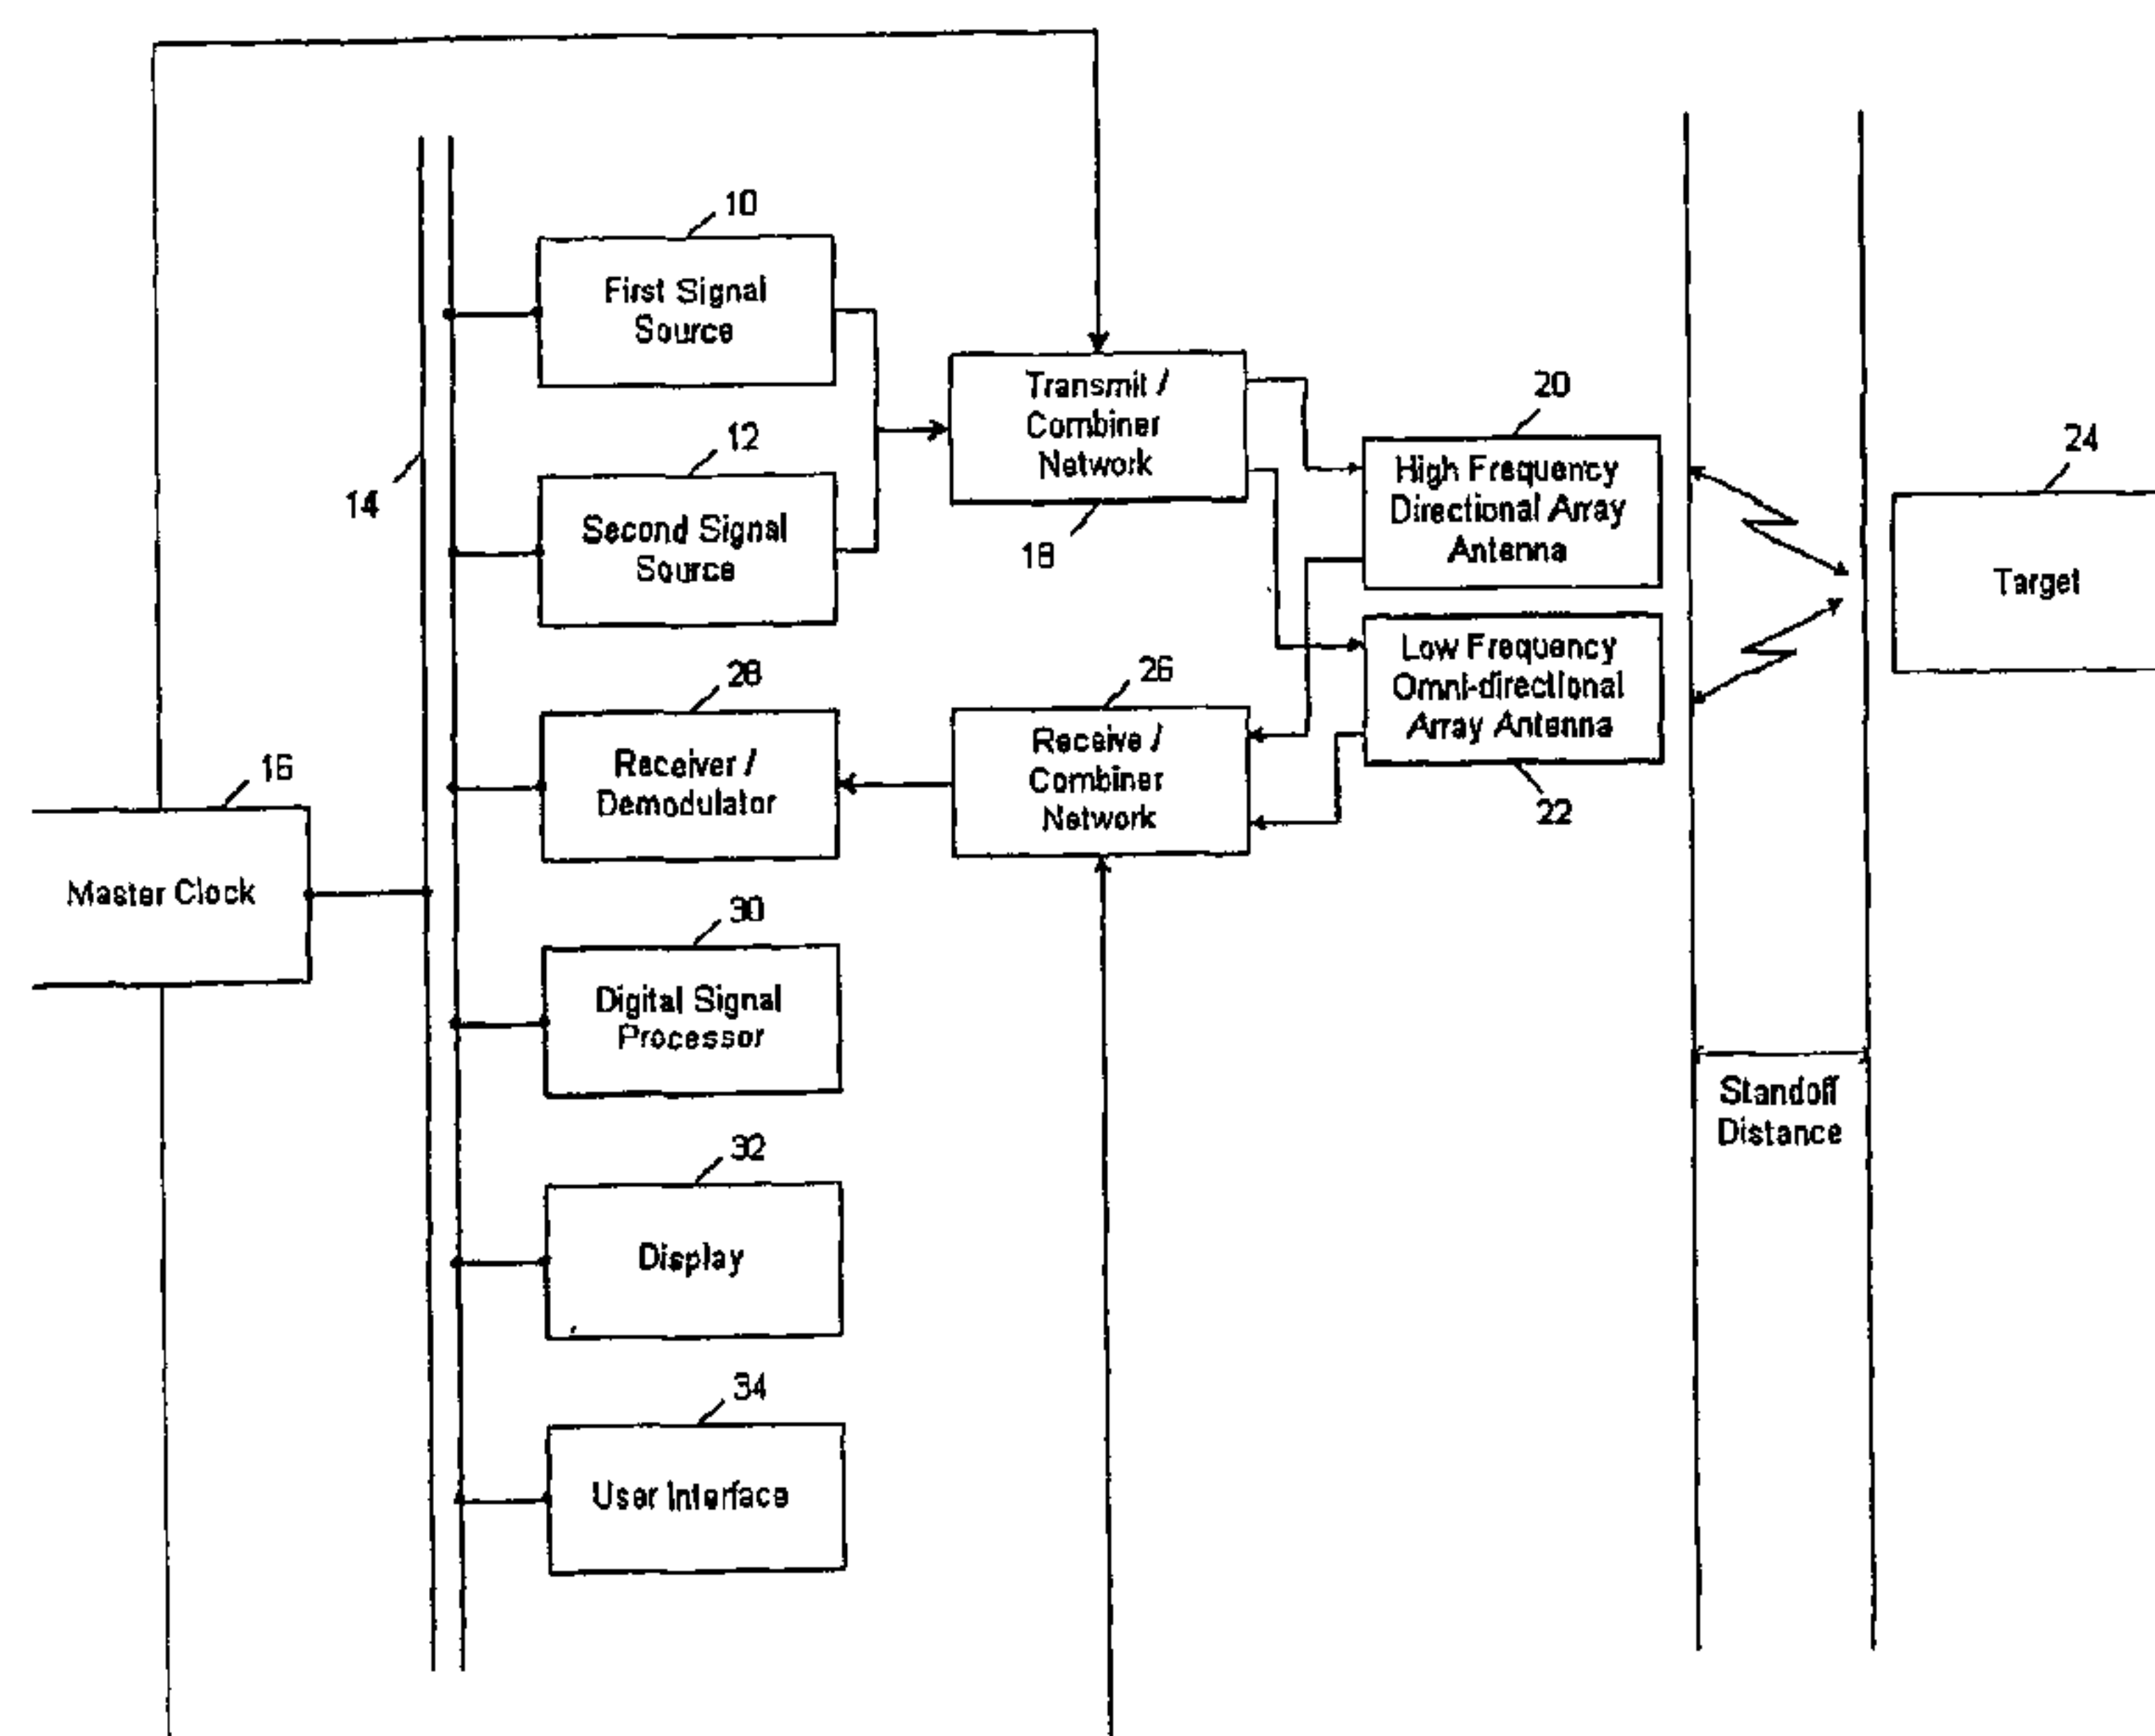 10
First Signal
Source
12
Second Signal
Source
14
Transmit /
Combiner
Network
18
20
High Frequency
Directional Array
Antenna
24
Target
Low Frequency
Omni-directional
Array Antenna
22
28
Receiver /
Demodulator
26
Receive /
Combiner
Network
16
Master Clock
30
Digital Signal
Processor
Standoff
Distance
32
Display
34
User Interface